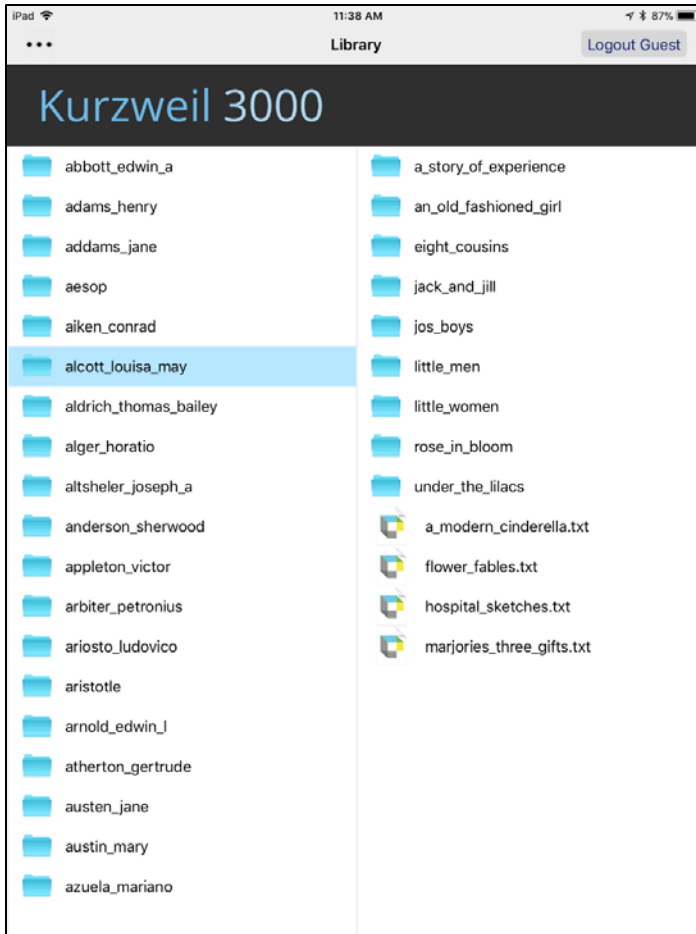 iPad 11:38 AM 87%
••• Library Logout Guest
Kurzweil 3000
abbott_edwin_a
adams_henry
addams_jane
aesop
aiken_conrad
alcott_louisa_may
aldrich_thomas_bailey
alger_horatio
altsheler_joseph_a
anderson_sherwood
appleton_victor
arbiter_petronius
ariosto_ludovico
aristotle
arnold_edwin_l
atherton_gertrude
austen_jane
austin_mary
azuela_mariano
a_story_of_experience
an_old_fashioned_girl
eight_cousins
jack_and_jill
jos_boys
little_men
little_women
rose_in_bloom
under_the_lilacs
a_modern_cinderella.txt
flower_fables.txt
hospital_sketches.txt
marjories_three_gifts.txt